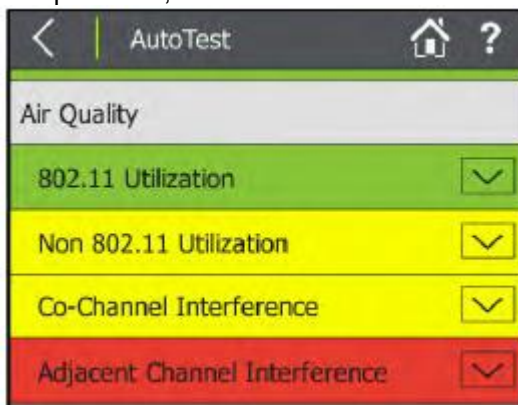 AutoTest ?
Air Quality
802.11 Utilization
Non 802.11 Utilization
Co-Channel Interference
Adjacent Channel Interference